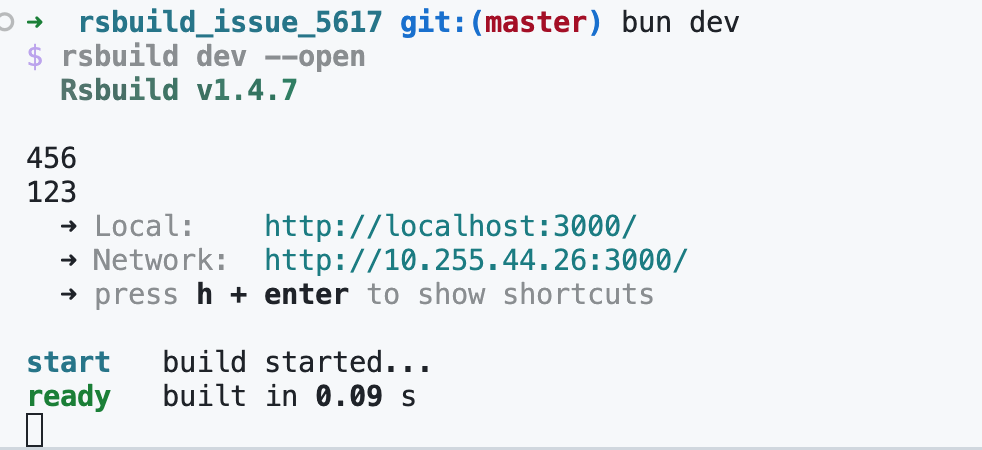 ➜  rsbuild_issue_5617 git:(master) bun dev
$ rsbuild dev --open
  Rsbuild v1.4.7

456
123
  ➜ Local:    http://localhost:3000/
  ➜ Network:  http://10.255.44.26:3000/
  ➜ press h + enter to show shortcuts

start   build started...
ready   built in 0.09 s